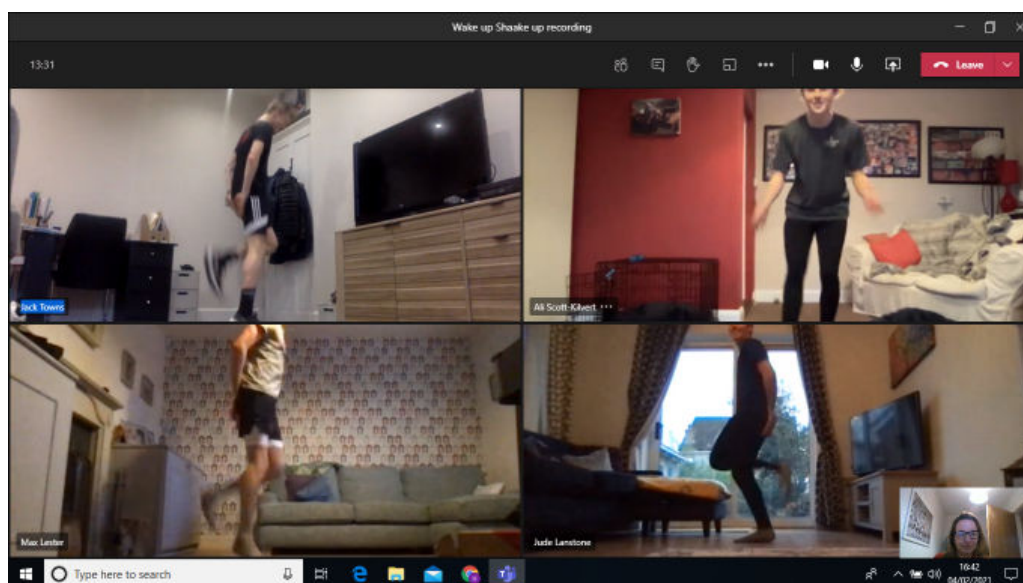 Wake up Shaake up recording
13:31
Leave
Jack Towns
Ali Scott-Kilvert
Max Lester
Jude Lanstone
Type here to search
16:42
04/02/2021